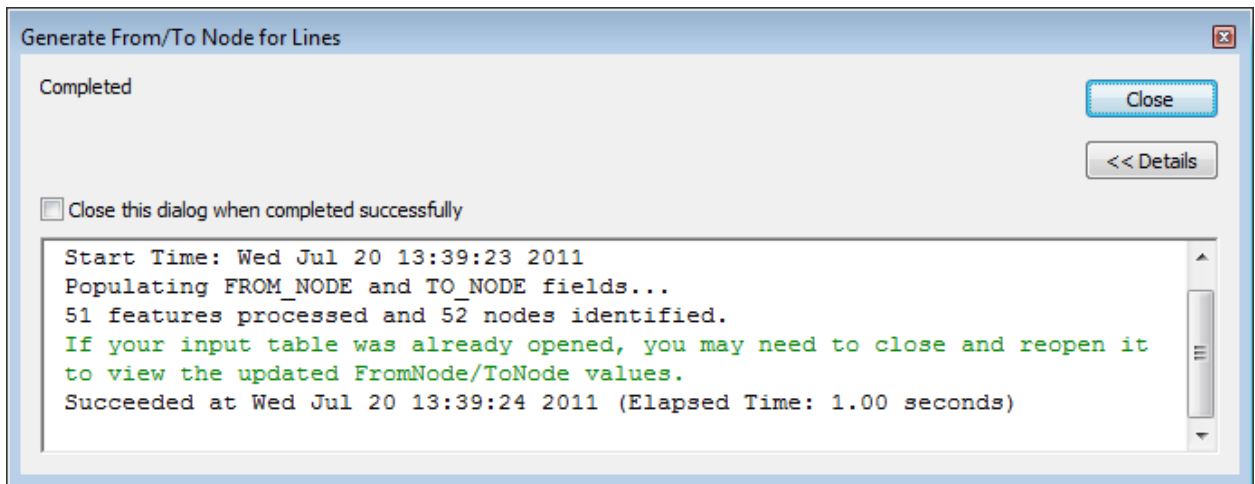 Generate From/To Node for Lines
Completed
Close
<< Details
Close this dialog when completed successfully
Start Time: Wed Jul 20 13:39:23 2011
Populating FROM_NODE and TO_NODE fields...
51 features processed and 52 nodes identified.
If your input table was already opened, you may need to close and reopen it
to view the updated FromNode/ToNode values.
Succeeded at Wed Jul 20 13:39:24 2011 (Elapsed Time: 1.00 seconds)